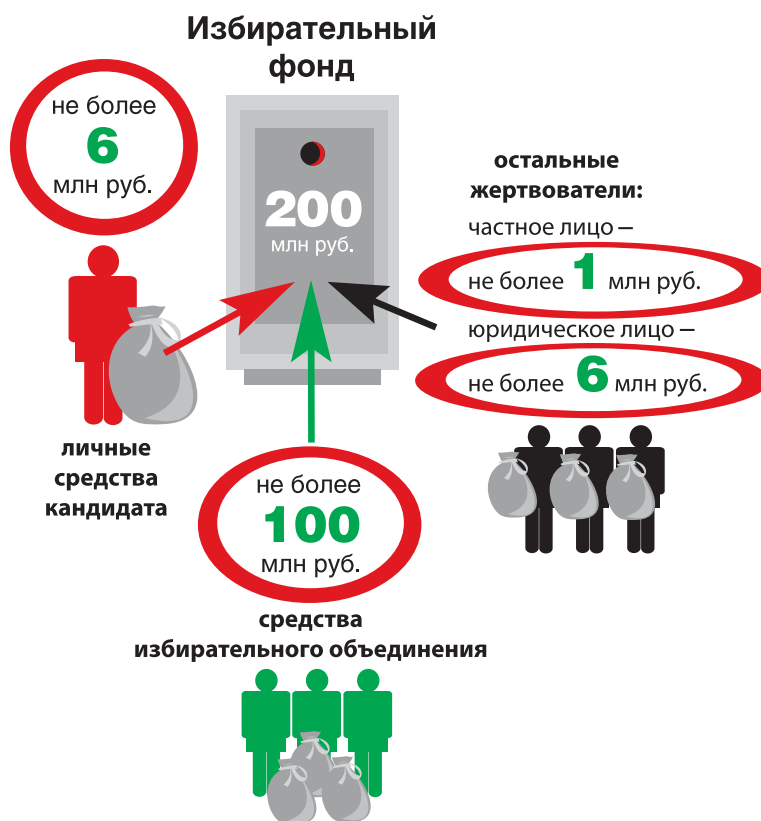 Избирательный
фонд
не более
6
млн руб.
200
млн руб.
остальные
жертвователи:
частное лицо –
не более 1 млн руб.
юридическое лицо –
не более 6 млн руб.
личные
средства
кандидата
не более
100
млн руб.
средства
избирательного объединения